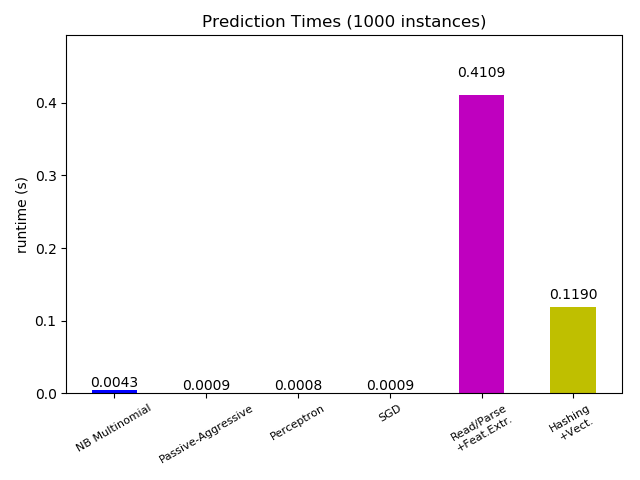 Prediction Times (1000 instances)
runtime (s)
0.4
0.3
0.2
0.1
0.0
0.0043
0.0009
0.0008
0.0009
0.4109
0.1190
NB Multinomial
Passive-Aggressive
Perceptron
SGD
Read/Parse
+Feat.Extr.
Hashing
+Vect.